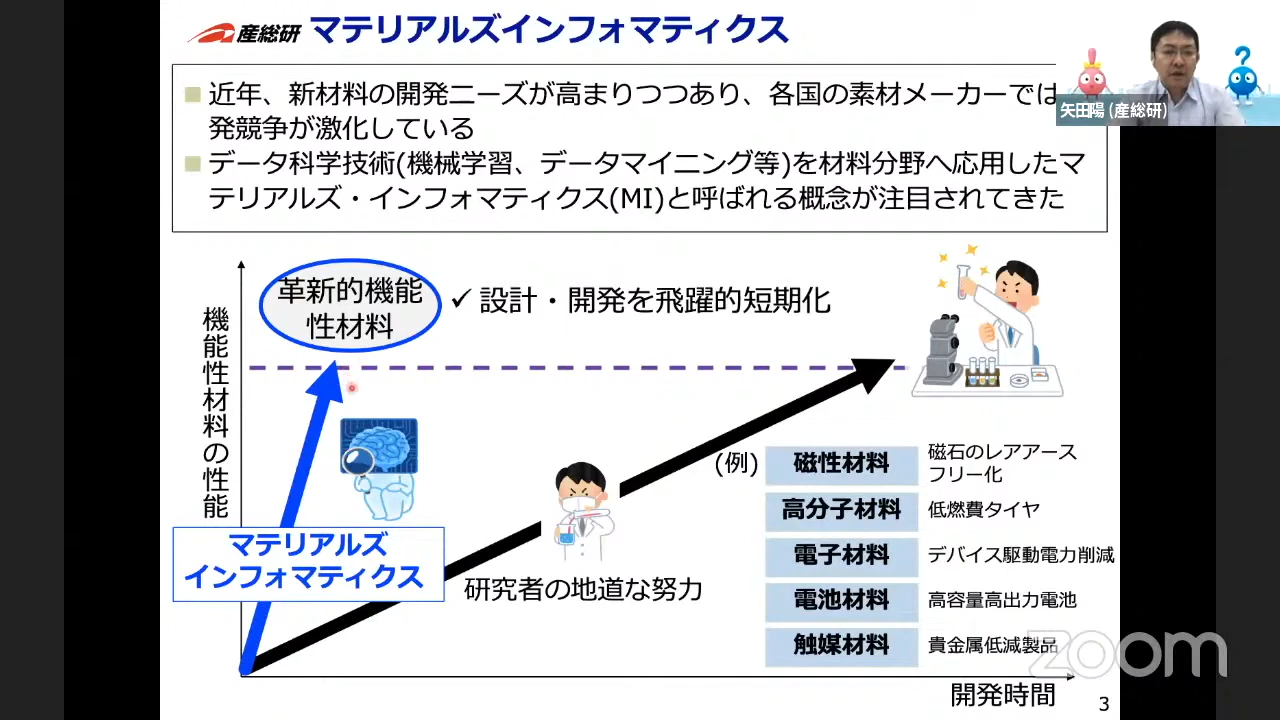 産総研 マテリアルズインフォマティクス
近年、新材料の開発ニーズが高まりつつあり、各国の素材メーカーでは
発競争が激化している
データ科学技術(機械学習、データマイニング等)を材料分野へ応用したマ
テリアルズ・インフォマティクス(MI)と呼ばれる概念が注目されてきた
矢田陽 (産総研)
革新的機能
性材料
✓ 設計・開発を飛躍的短期化
機能性材料の性能
マテリアルズ
インフォマティクス
研究者の地道な努力
(例)
磁性材料 磁石のレアアース
フリー化
高分子材料 低燃費タイヤ
電子材料 デバイス駆動電力削減
電池材料 高容量高出力電池
触媒材料 貴金属低減製品
zoom
開発時間
3